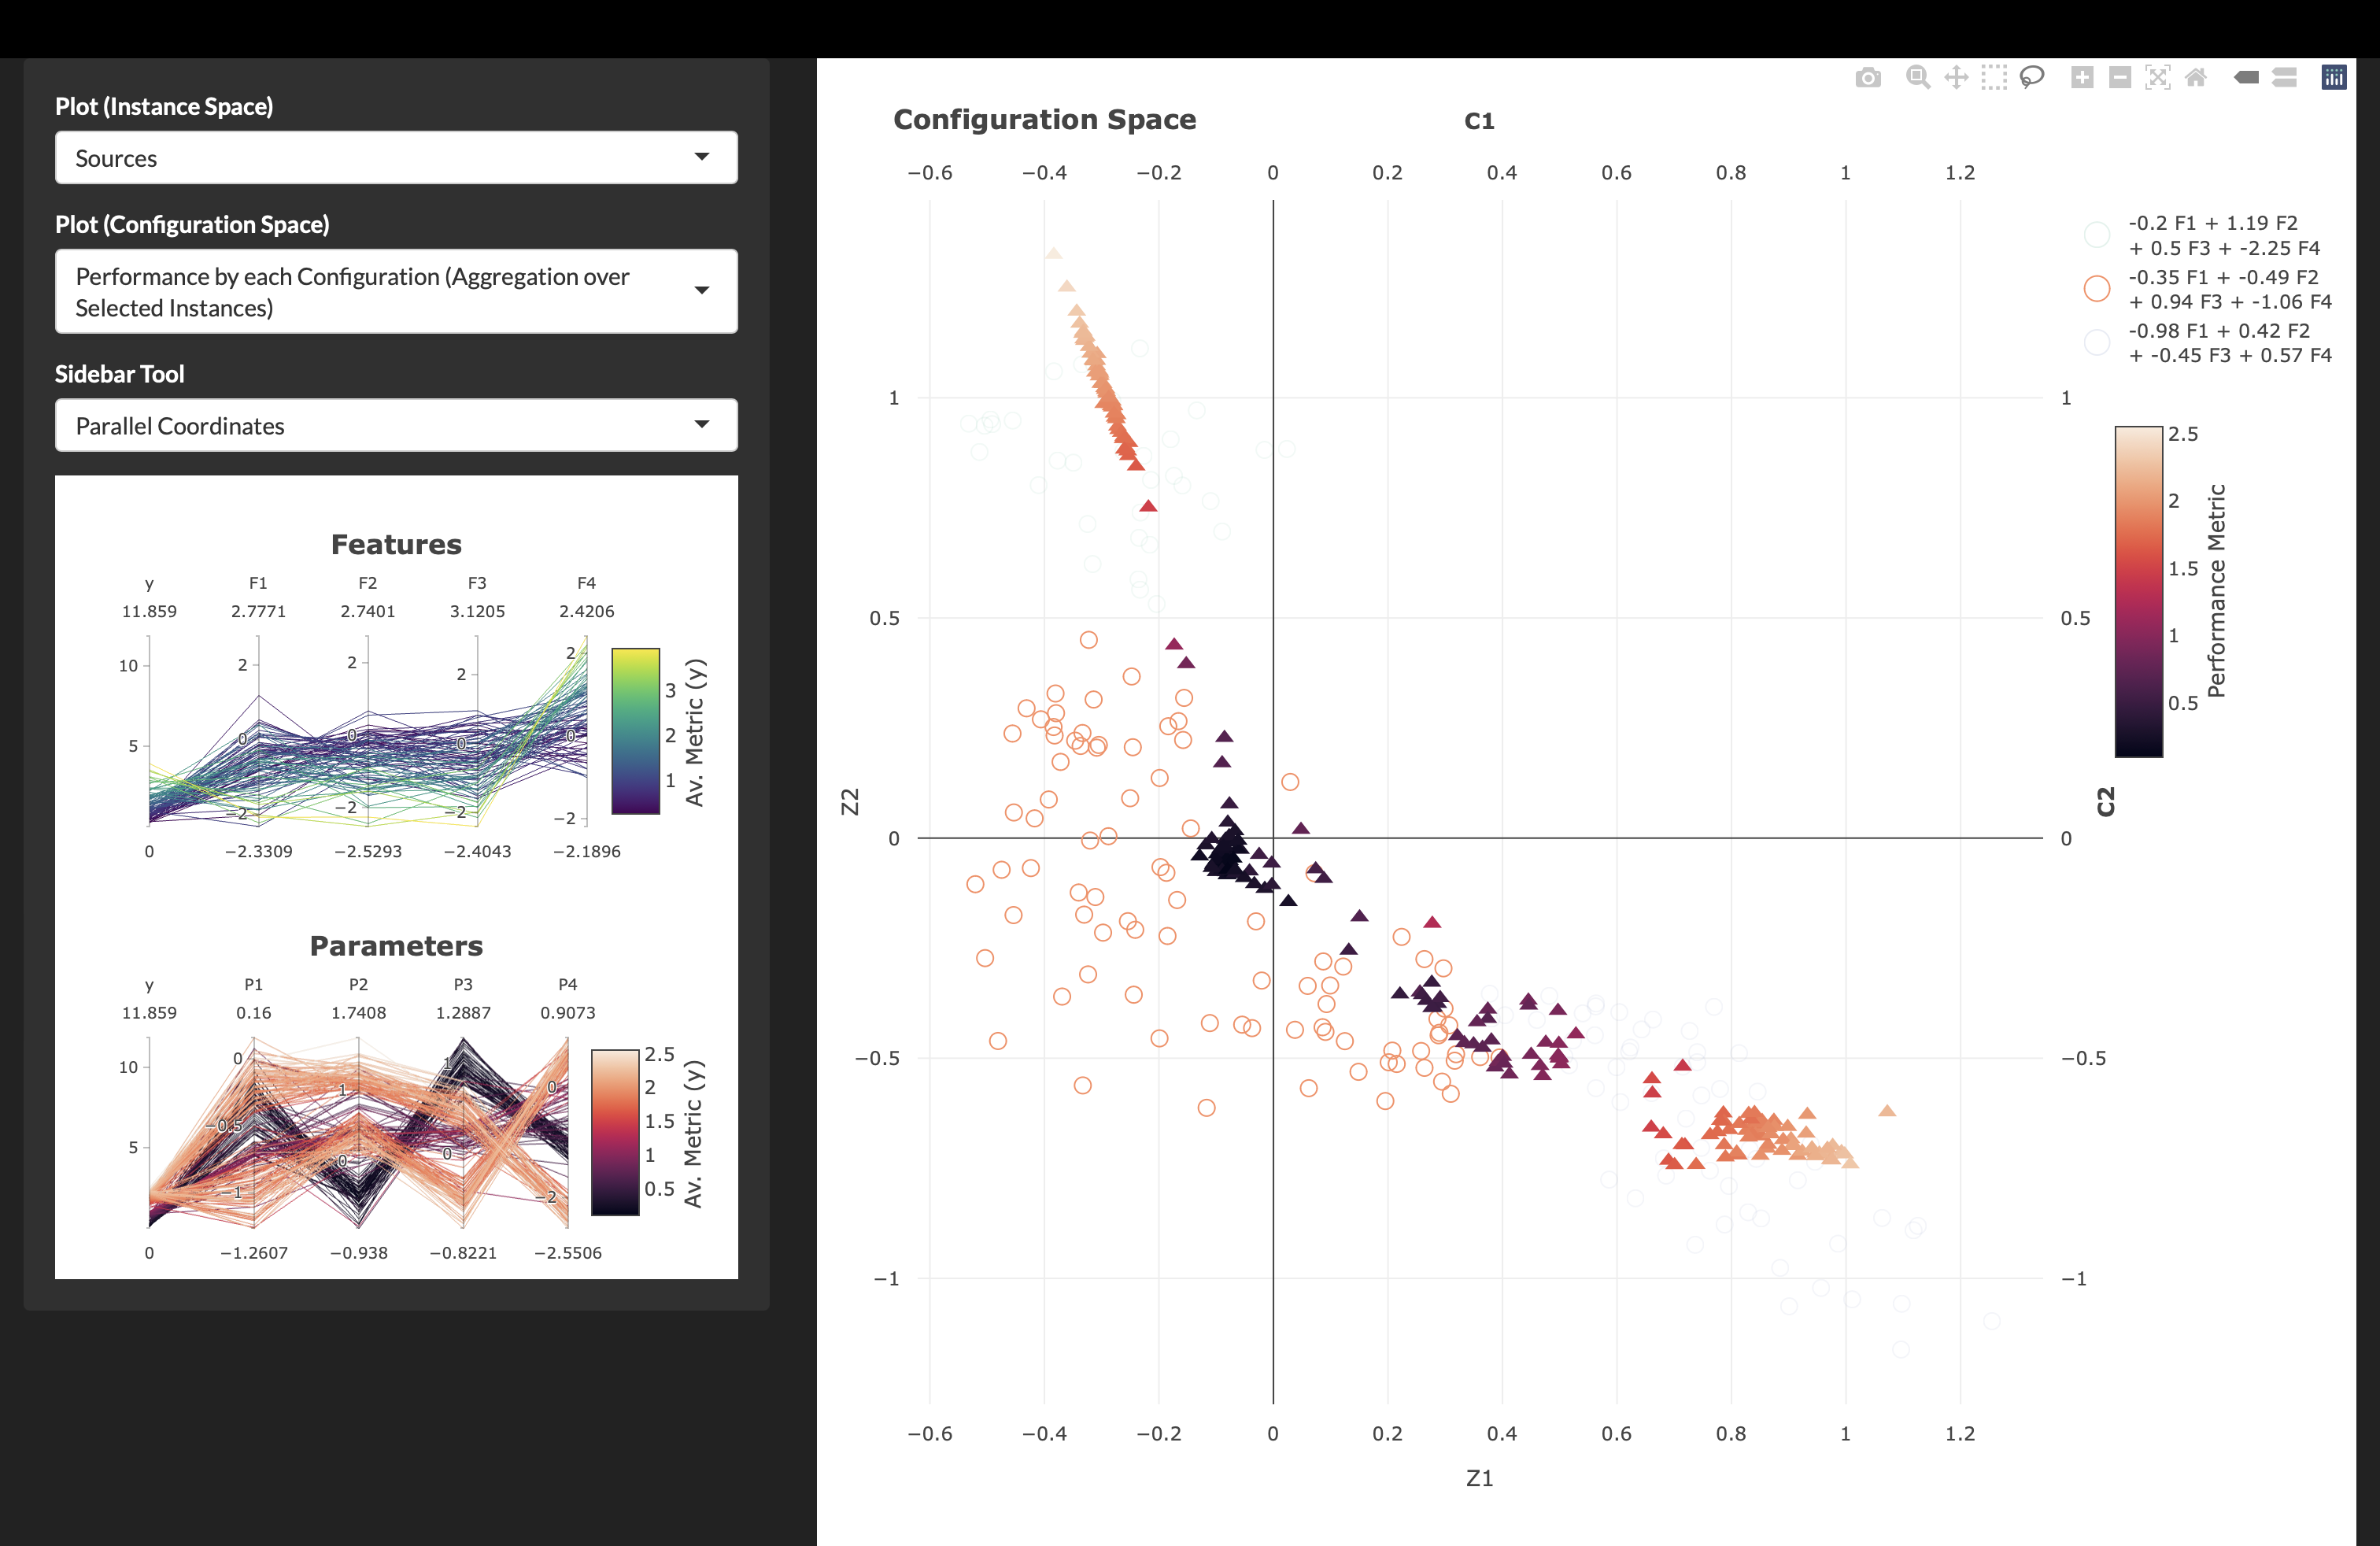 Plot (Instance Space)
Sources
Plot (Configuration Space)
Performance by each Configuration (Aggregation over
Selected Instances)
Sidebar Tool
Parallel Coordinates
Features
y F1 F2 F3 F4
11.859 2.7771 2.7401 3.1205 2.4206
10 2 2 2 2
5 0 0 0 0
−2 −2 −2 −2
0 −2.3309 −2.5293 −2.4043 −2.1896
3
2
1
Av. Metric (y)
Parameters
y P1 P2 P3 P4
11.859 0.16 1.7408 1.2887 0.9073
10 0 1 1 0
5 −0.5 0 0
−1 −2
0 −1.2607 −0.938 −0.8221 −2.5506
2.5
2
1.5
1
0.5
Av. Metric (y)
Configuration Space
C1
−0.6 −0.4 −0.2 0 0.2 0.4 0.6 0.8 1 1.2
1 1
0.5 0.5
0 0
−0.5 −0.5
−1 −1
Z2
C2
−0.6 −0.4 −0.2 0 0.2 0.4 0.6 0.8 1 1.2
Z1
-0.2 F1 + 1.19 F2
+ 0.5 F3 + -2.25 F4
-0.35 F1 + -0.49 F2
+ 0.94 F3 + -1.06 F4
-0.98 F1 + 0.42 F2
+ -0.45 F3 + 0.57 F4
2.5
2
1.5
1
0.5
Performance Metric